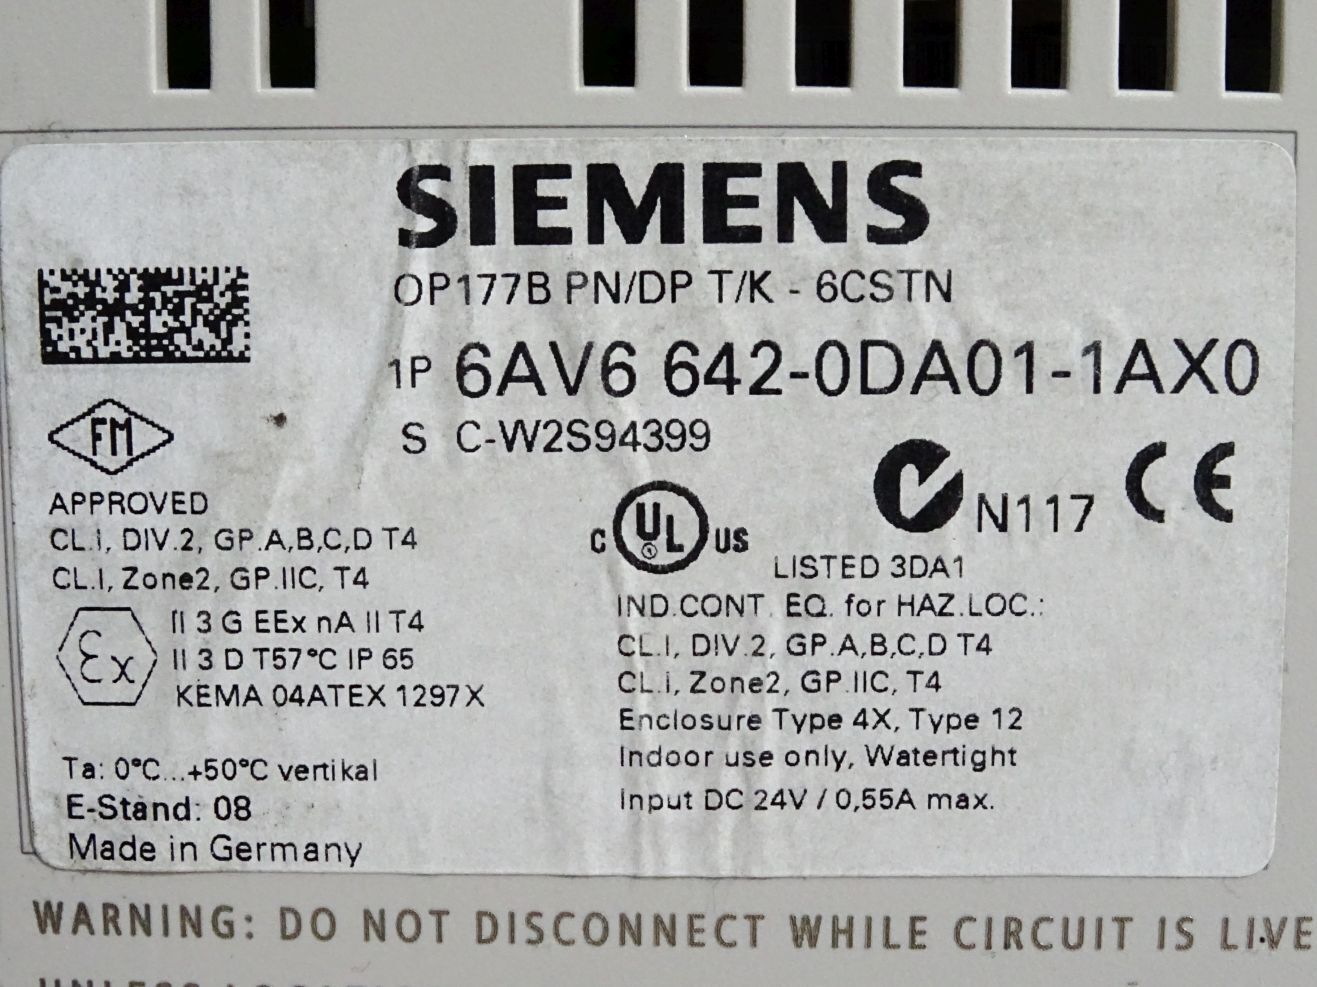 SIEMENS
OP177B PN/DP T/K - 6CSTN
1P 6AV6 642-0DA01-1AX0
S C-W2S94399
FM
APPROVED
CL.I, DIV.2, GP.A,B,C,D T4
CL.I, Zone2, GP.IIC, T4
Ex
II 3 G EEx nA II T4
II 3 D T57°C IP 65
KEMA 04ATEX 1297X
Ta: 0°C...+50°C vertikal
E-Stand: 08
Made in Germany
N117 CE
C UL US
LISTED 3DA1
IND.CONT. EQ. for HAZ.LOC.:
CL.I, DIV.2, GP.A,B,C,D T4
CL.I, Zone2, GP.IIC, T4
Enclosure Type 4X, Type 12
Indoor use only, Watertight
Input DC 24V / 0,55A max.
WARNING: DO NOT DISCONNECT WHILE CIRCUIT IS LIVE
UNLESS